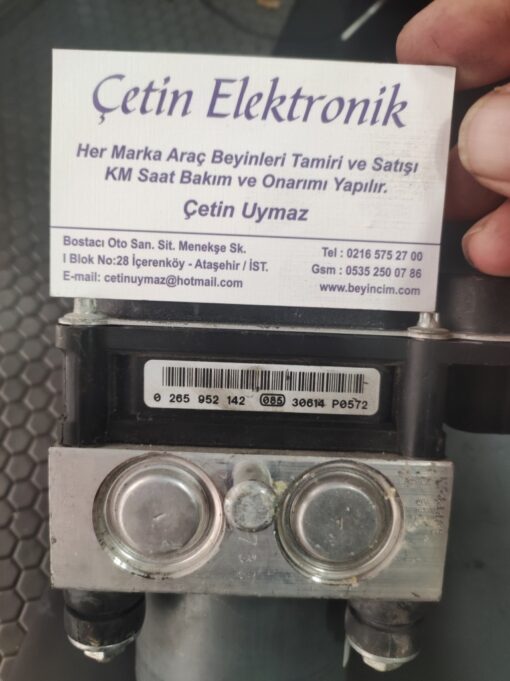 Çetin Elektronik
Her Marka Araç Beyinleri Tamiri ve Satışı
KM Saat Bakım ve Onarımı Yapılır.
Çetin Uymaz
Bostacı Oto San. Sit. Menekşe Sk.
I Blok No:28 İçerenköy - Ataşehir / İST.
E-mail: cetinuymaz@hotmail.com
Tel : 0216 575 27 00
Gsm : 0535 250 07 86
www.beyincim.com
0 265 952 142 085 30614 P0572